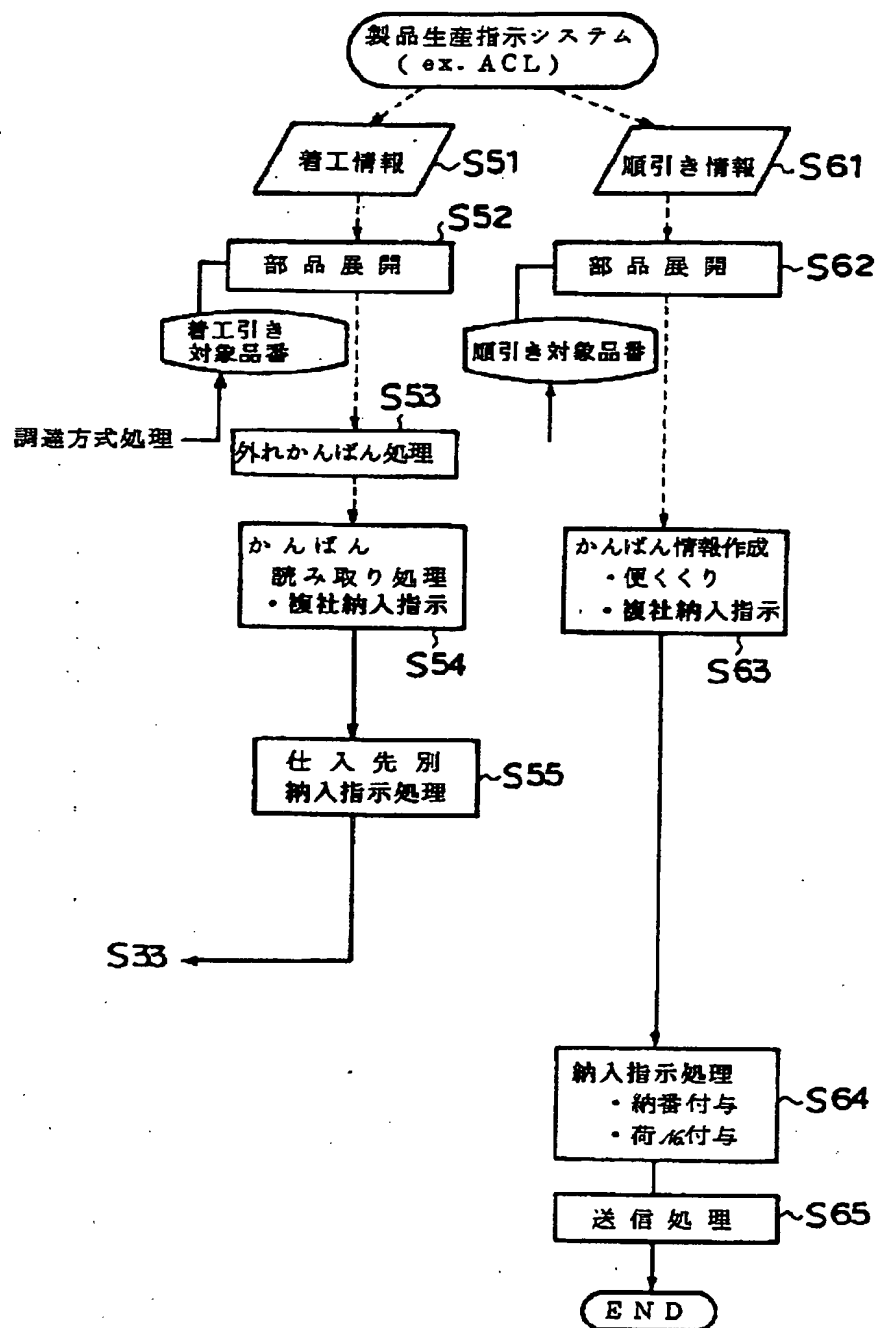 製品生産指示システム
( ex. ACL)
着工情報
S51
順引き情報
S61
S52
部品展開
部品展開
S62
着工引き
対象品番
順引き対象品番
S53
調達方式処理
外れかんばん処理
かんばん
読み取り処理
・複社納入指示
S54
かんばん情報作成
・便くくり
・複社納入指示
S63
仕入先別
納入指示処理
S55
S33
納入指示処理
・納番付与
・荷№付与
S64
送信処理
S65
END